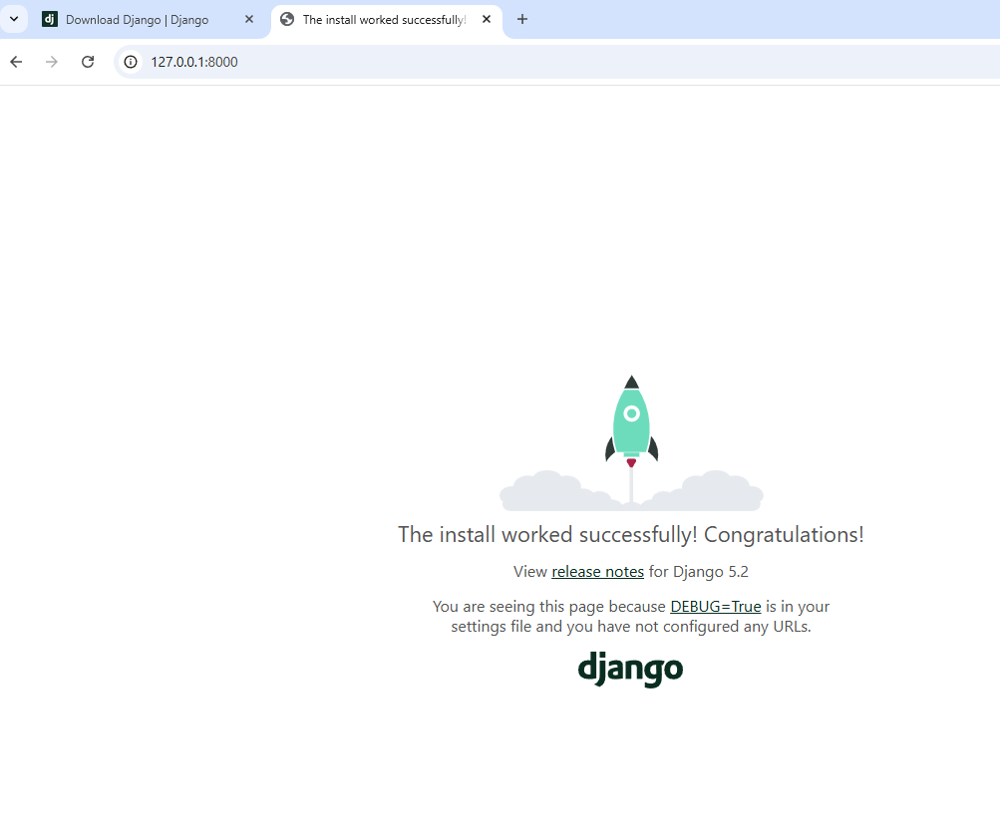 dj Download Django | Django
The install worked successfully!
127.0.0.1:8000
The install worked successfully! Congratulations!
View release notes for Django 5.2
You are seeing this page because DEBUG=True is in your
settings file and you have not configured any URLs.
django